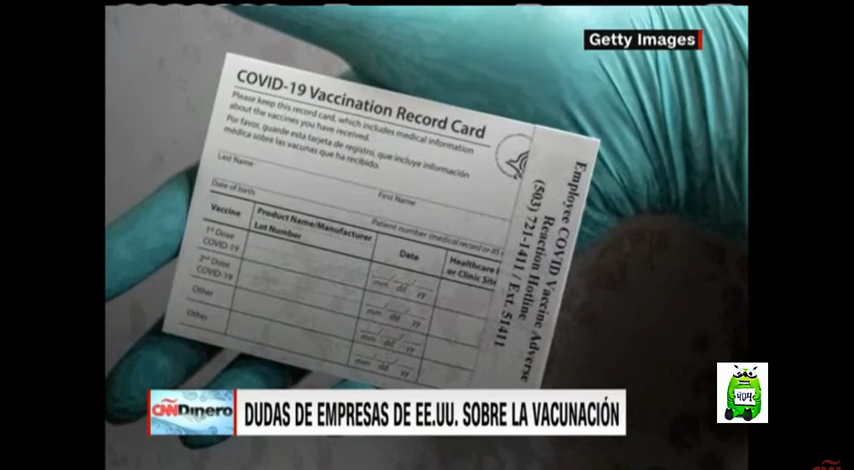 Getty Images
COVID-19 Vaccination Record Card
Please keep this record card, which includes medical information
about the vaccines you have received.
Por favor, guarde esta tarjeta de registro, que incluye información
médica sobre las vacunas que ha recibido.
Last Name
First Name
Date of birth
Patient number (medical record or
Vaccine
Product Name/Manufacturer
Lot Number
Date
Healthcare
or Clinic Site
1st Dose
COVID-19
mm dd yy
2nd Dose
COVID-19
mm dd yy
Other
mm dd yy
Other
mm dd yy
Employee COVID Vaccine Adverse
Reaction Hotline
(503) 721-1411 / Ext. 51411
CNN Dinero
DUDAS DE EMPRESAS DE EE.UU. SOBRE LA VACUNACIÓN
404